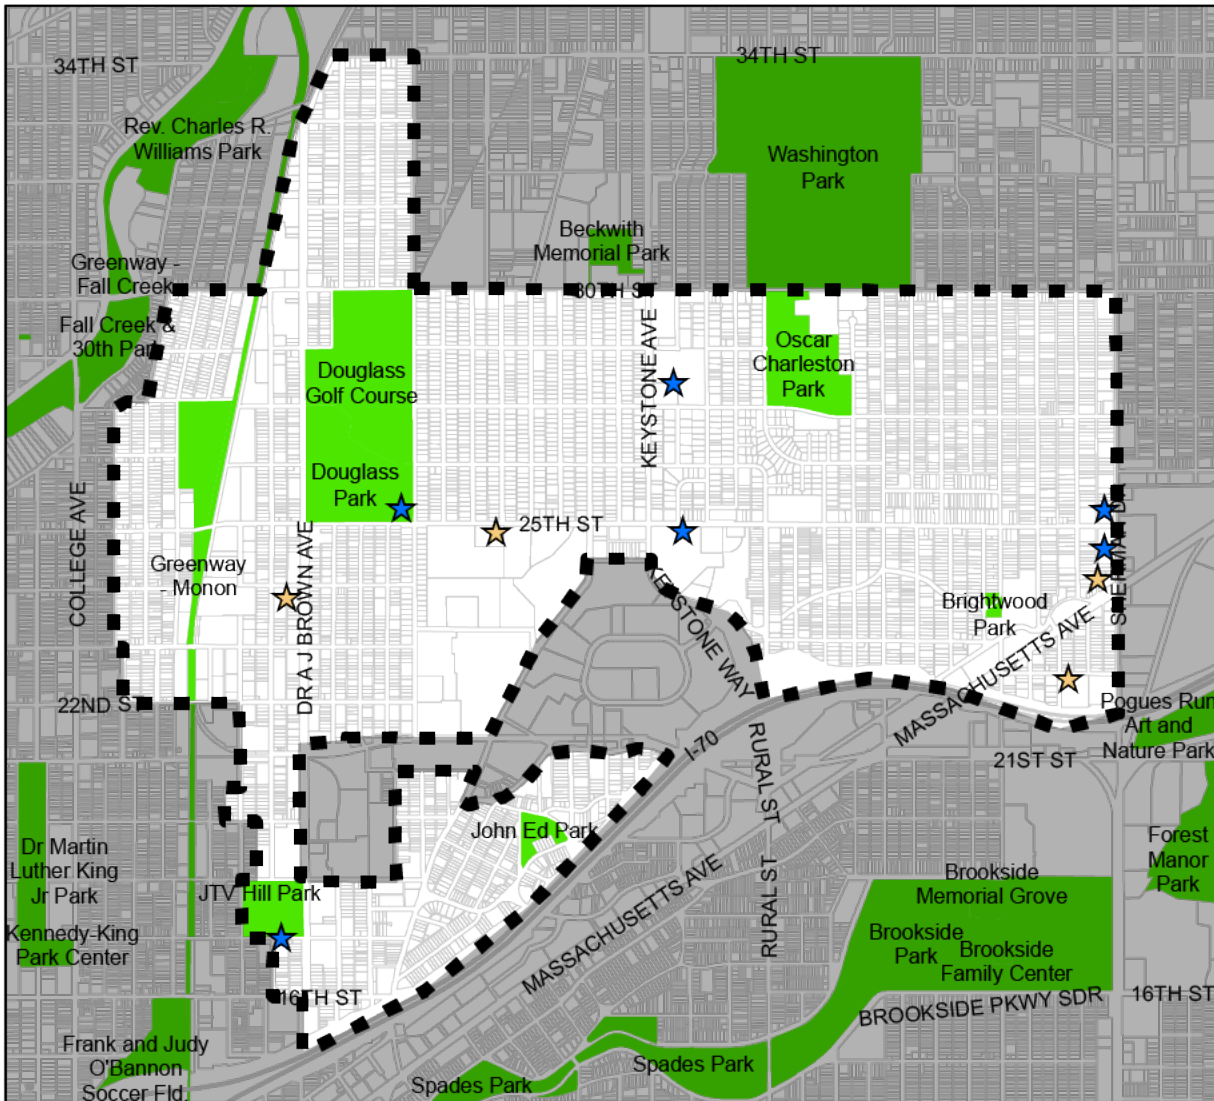 34TH ST
34TH ST
Rev. Charles R.
Williams Park
Washington
Park
Beckwith
Memorial Park
Greenway -
Fall Creek
30TH ST
Fall Creek &
30th Park
KEYSTONE AVE
Oscar
Charleston
Park
Douglass
Golf Course
Douglass
Park
COLLEGE AVE
25TH ST
SHERMAN DR
DR A J BROWN AVE
Greenway
- Monon
KEYSTONE WAY
Brightwood
Park
MASSACHUSETTS AVE
22ND ST
Pogues Run
Art and
Nature Park
I-70
RURAL ST
21ST ST
John Ed Park
Dr Martin
Luther King
Jr Park
Forest
Manor
Park
MASSACHUSETTS AVE
RURAL ST
JTV Hill Park
Brookside
Memorial Grove
Kennedy-King
Park Center
Brookside
Park
Brookside
Family Center
16TH ST
BROOKSIDE PKWY SDR
16TH ST
Frank and Judy
O'Bannon
Soccer Fld.
Spades Park
Spades Park